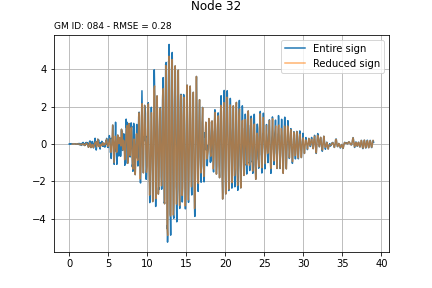 Node 32
GM ID: 084 - RMSE = 0.28
Entire sign
Reduced sign
4
2
0
−2
−4
0 5 10 15 20 25 30 35 40